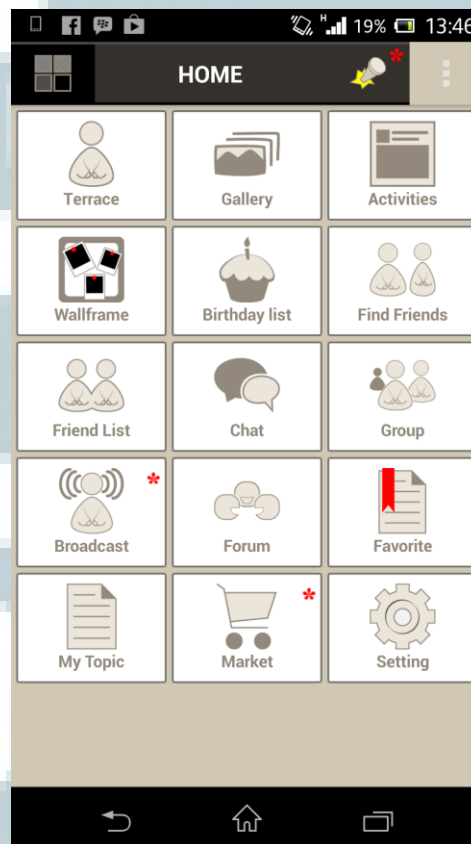 H 19% 13:46
HOME
Terrace Gallery Activities
Wallframe Birthday list Find Friends
Friend List Chat Group
Broadcast Forum Favorite
My Topic Market Setting